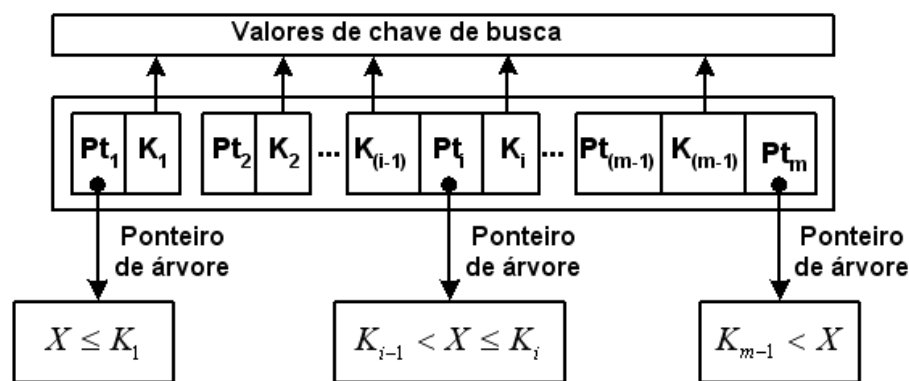 Valores de chave de busca
Pt₁ K₁ Pt₂ K₂ ... K₍ᵢ₋₁₎ Ptᵢ Kᵢ ... Pt₍ₘ₋₁₎ K₍ₘ₋₁₎ Ptₘ
Ponteiro
de árvore
Ponteiro
de árvore
Ponteiro
de árvore
X ≤ K₁
Kᵢ₋₁ < X ≤ Kᵢ
Kₘ₋₁ < X